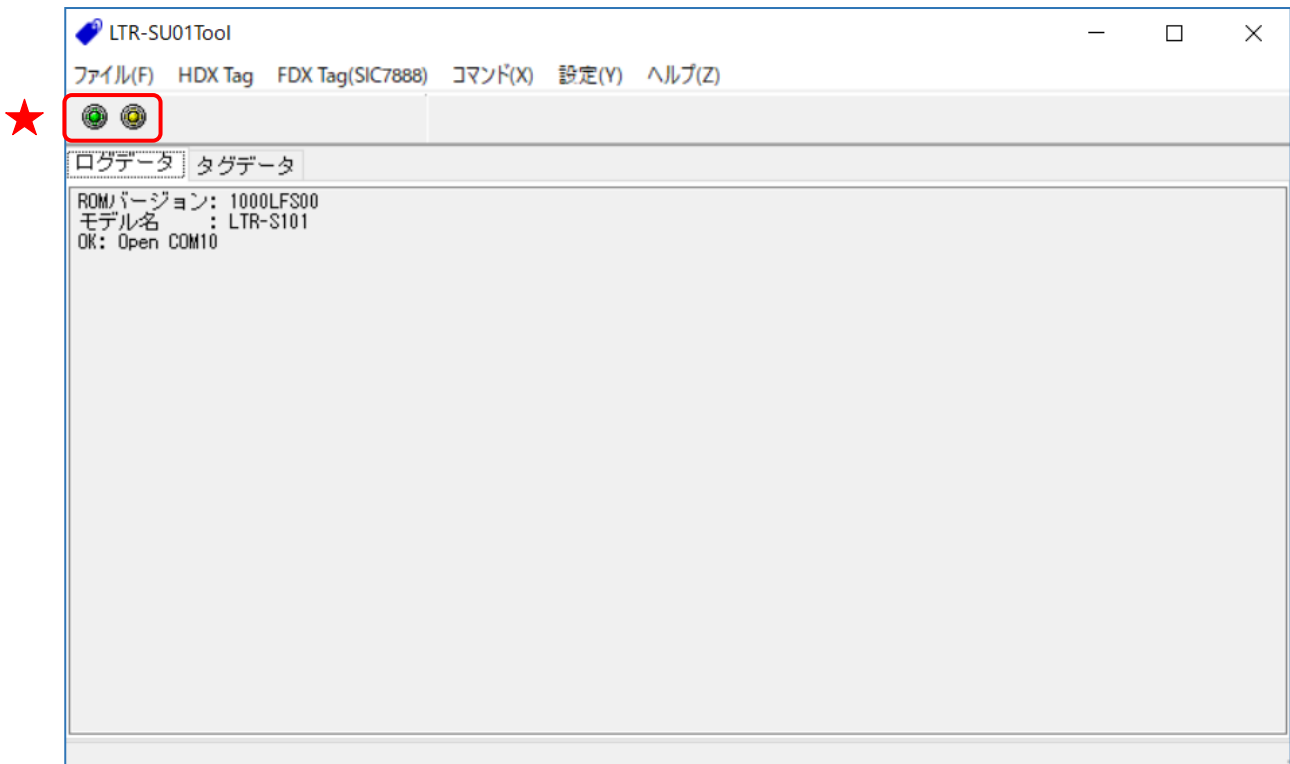 LTR-SU01Tool
ファイル(F) HDX Tag FDX Tag(SIC7888) コマンド(X) 設定(Y) ヘルプ(Z)
ログデータ タグデータ
ROMバージョン: 1000LFS00
モデル名 : LTR-S101
OK: Open COM10